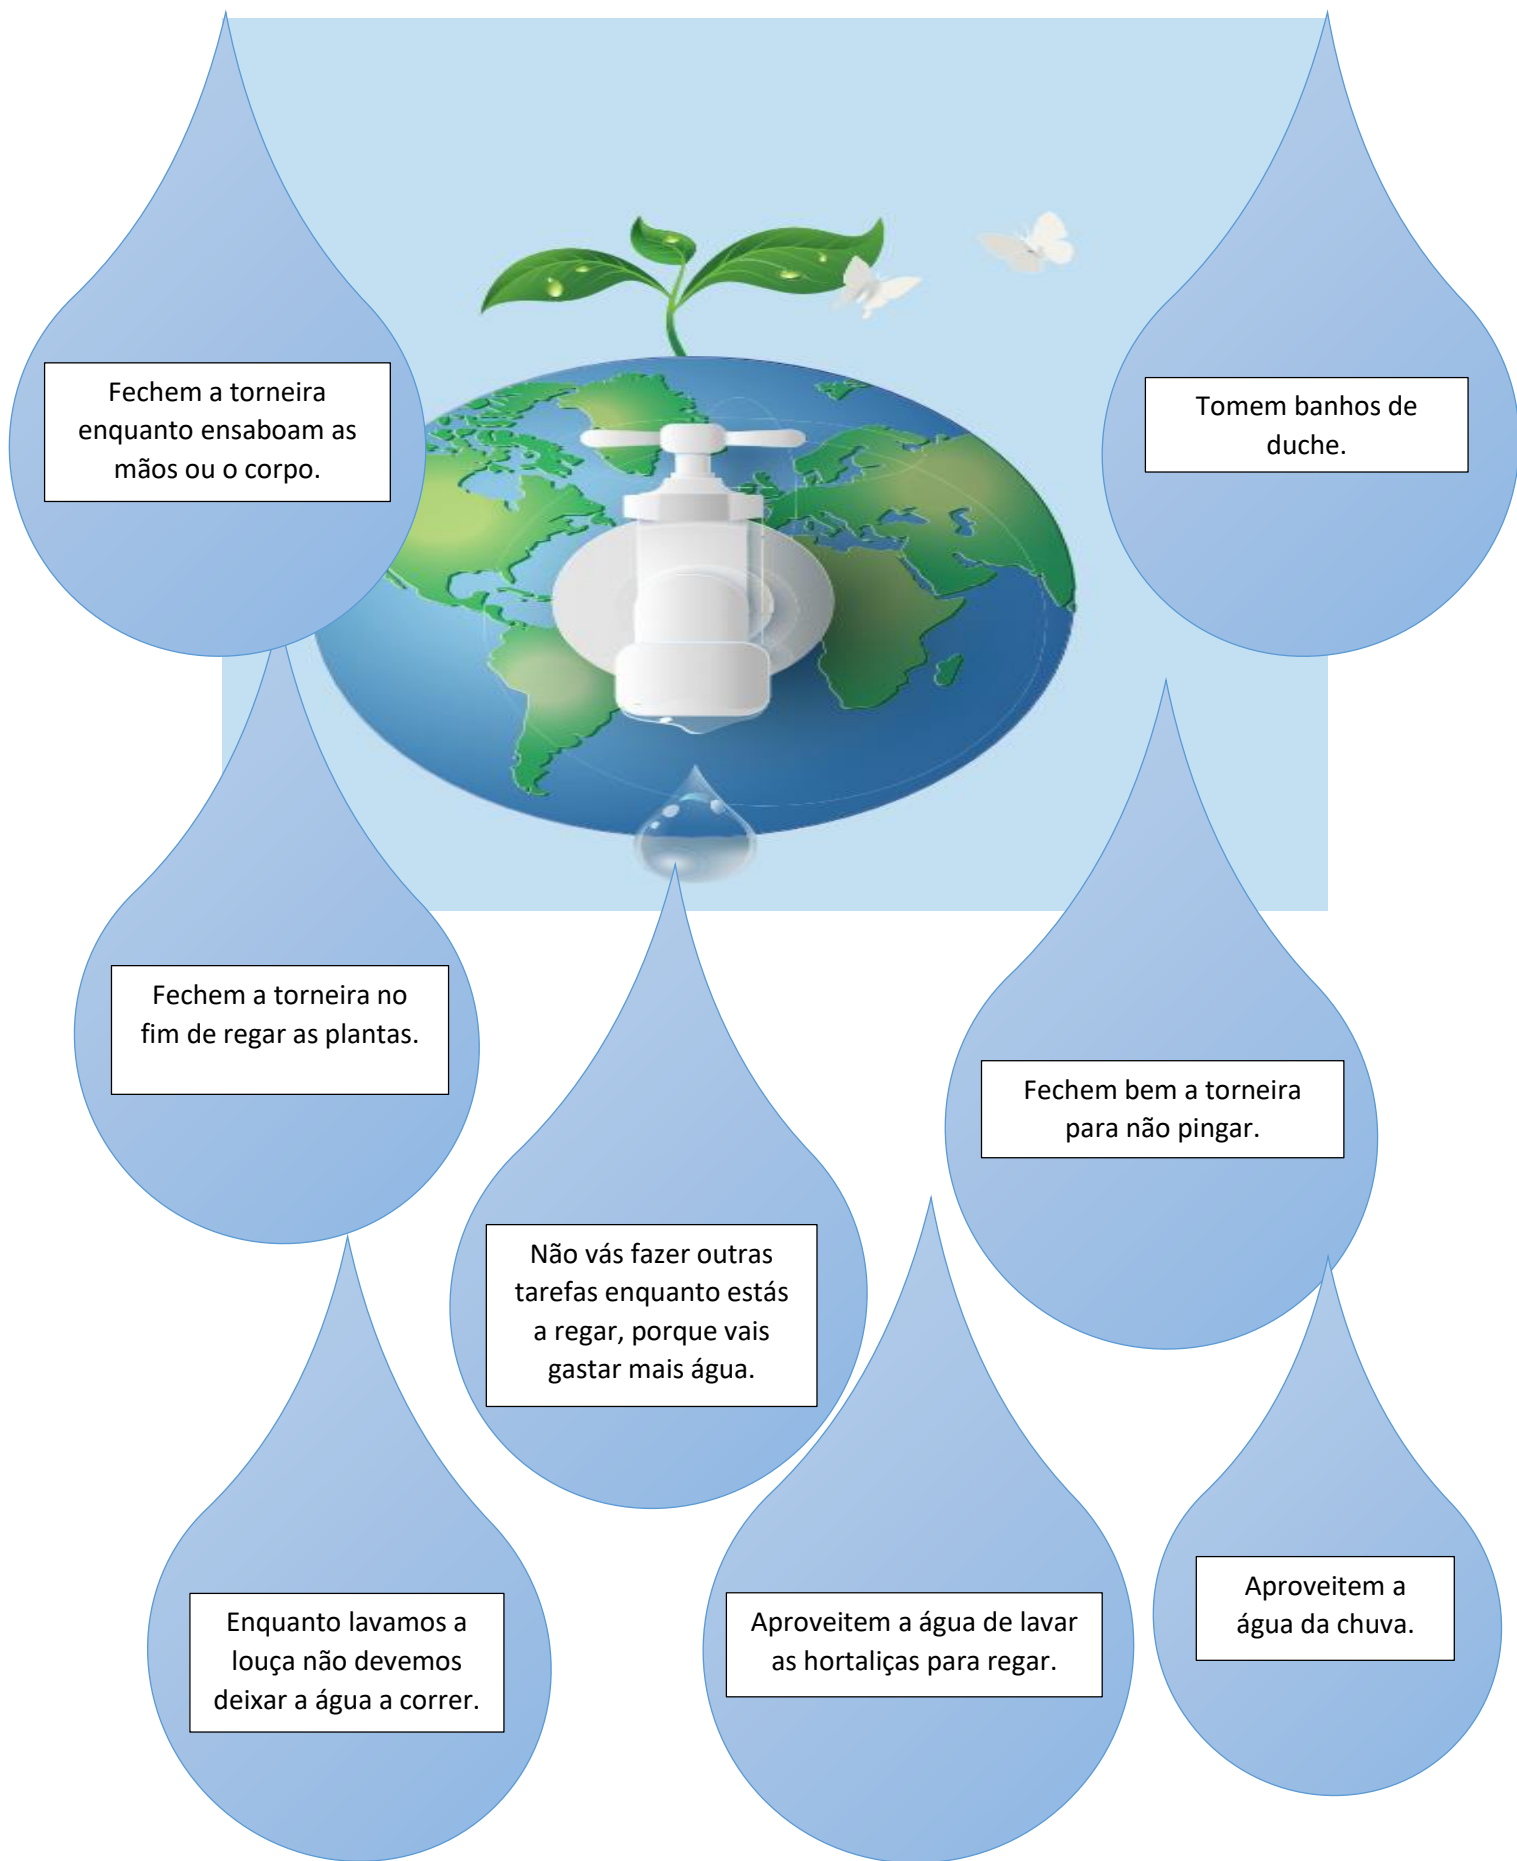 Fechem a torneira
enquanto ensaboam as
mãos ou o corpo.
Tomem banhos de
duche.
Fechem a torneira no
fim de regar as plantas.
Fechem bem a torneira
para não pingar.
Não vás fazer outras
tarefas enquanto estás
a regar, porque vais
gastar mais água.
Enquanto lavamos a
louça não devemos
deixar a água a correr.
Aproveitem a água de lavar
as hortaliças para regar.
Aproveitem a
água da chuva.